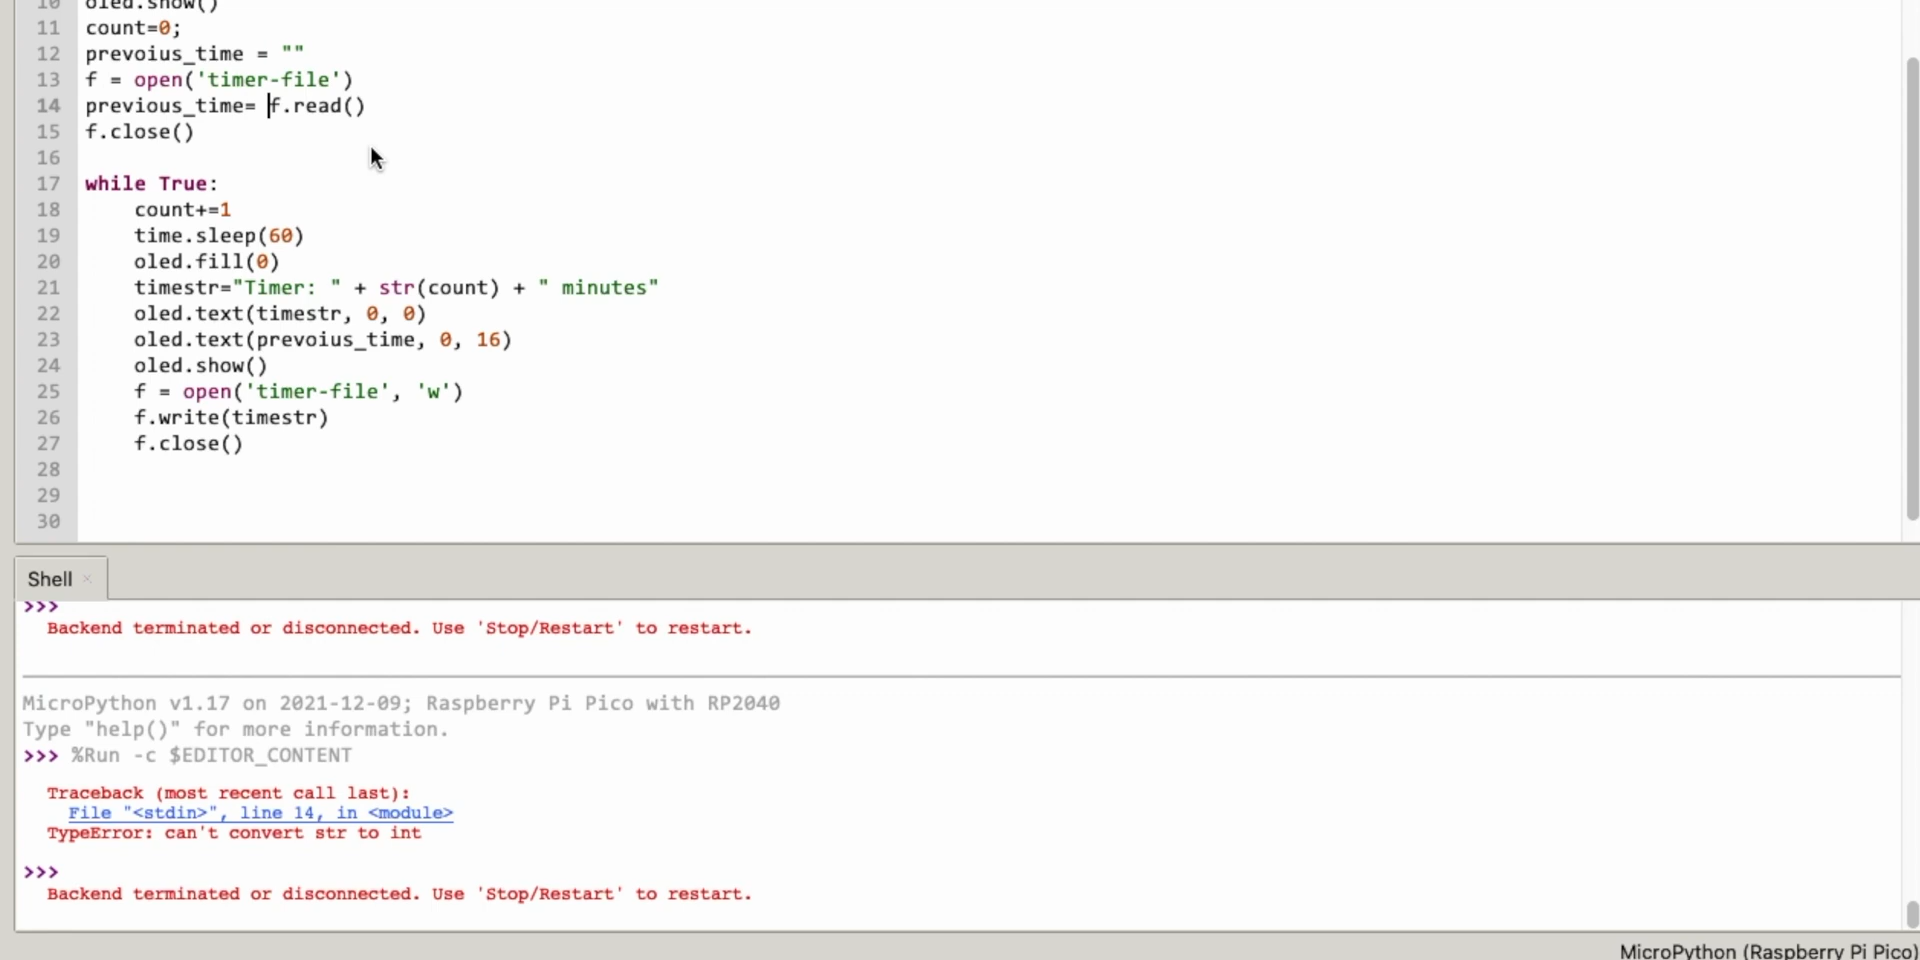 10 oled.show()
11 count=0;
12 prevoius_time = ""
13 f = open('timer-file')
14 previous_time= f.read()
15 f.close()
16
17 while True:
18 count+=1
19 time.sleep(60)
20 oled.fill(0)
21 timestr="Timer: " + str(count) + " minutes"
22 oled.text(timestr, 0, 0)
23 oled.text(prevoius_time, 0, 16)
24 oled.show()
25 f = open('timer-file', 'w')
26 f.write(timestr)
27 f.close()
28
29
30
Shell ×
>>>
Backend terminated or disconnected. Use 'Stop/Restart' to restart.
MicroPython v1.17 on 2021-12-09; Raspberry Pi Pico with RP2040
Type "help()" for more information.
>>> %Run -c $EDITOR_CONTENT
Traceback (most recent call last):
File "<stdin>", line 14, in <module>
TypeError: can't convert str to int
>>>
Backend terminated or disconnected. Use 'Stop/Restart' to restart.
MicroPython (Raspberry Pi Pico)